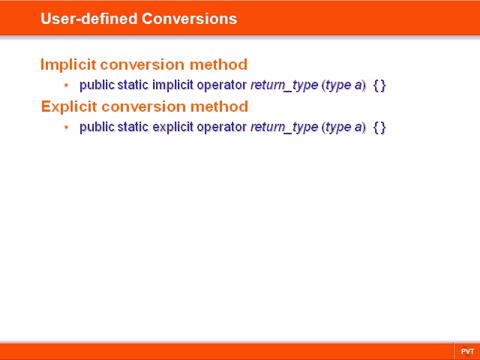 User-defined Conversions
Implicit conversion method
▪ public static implicit operator return_type (type a) {}
Explicit conversion method
▪ public static explicit operator return_type (type a) {}
PVT